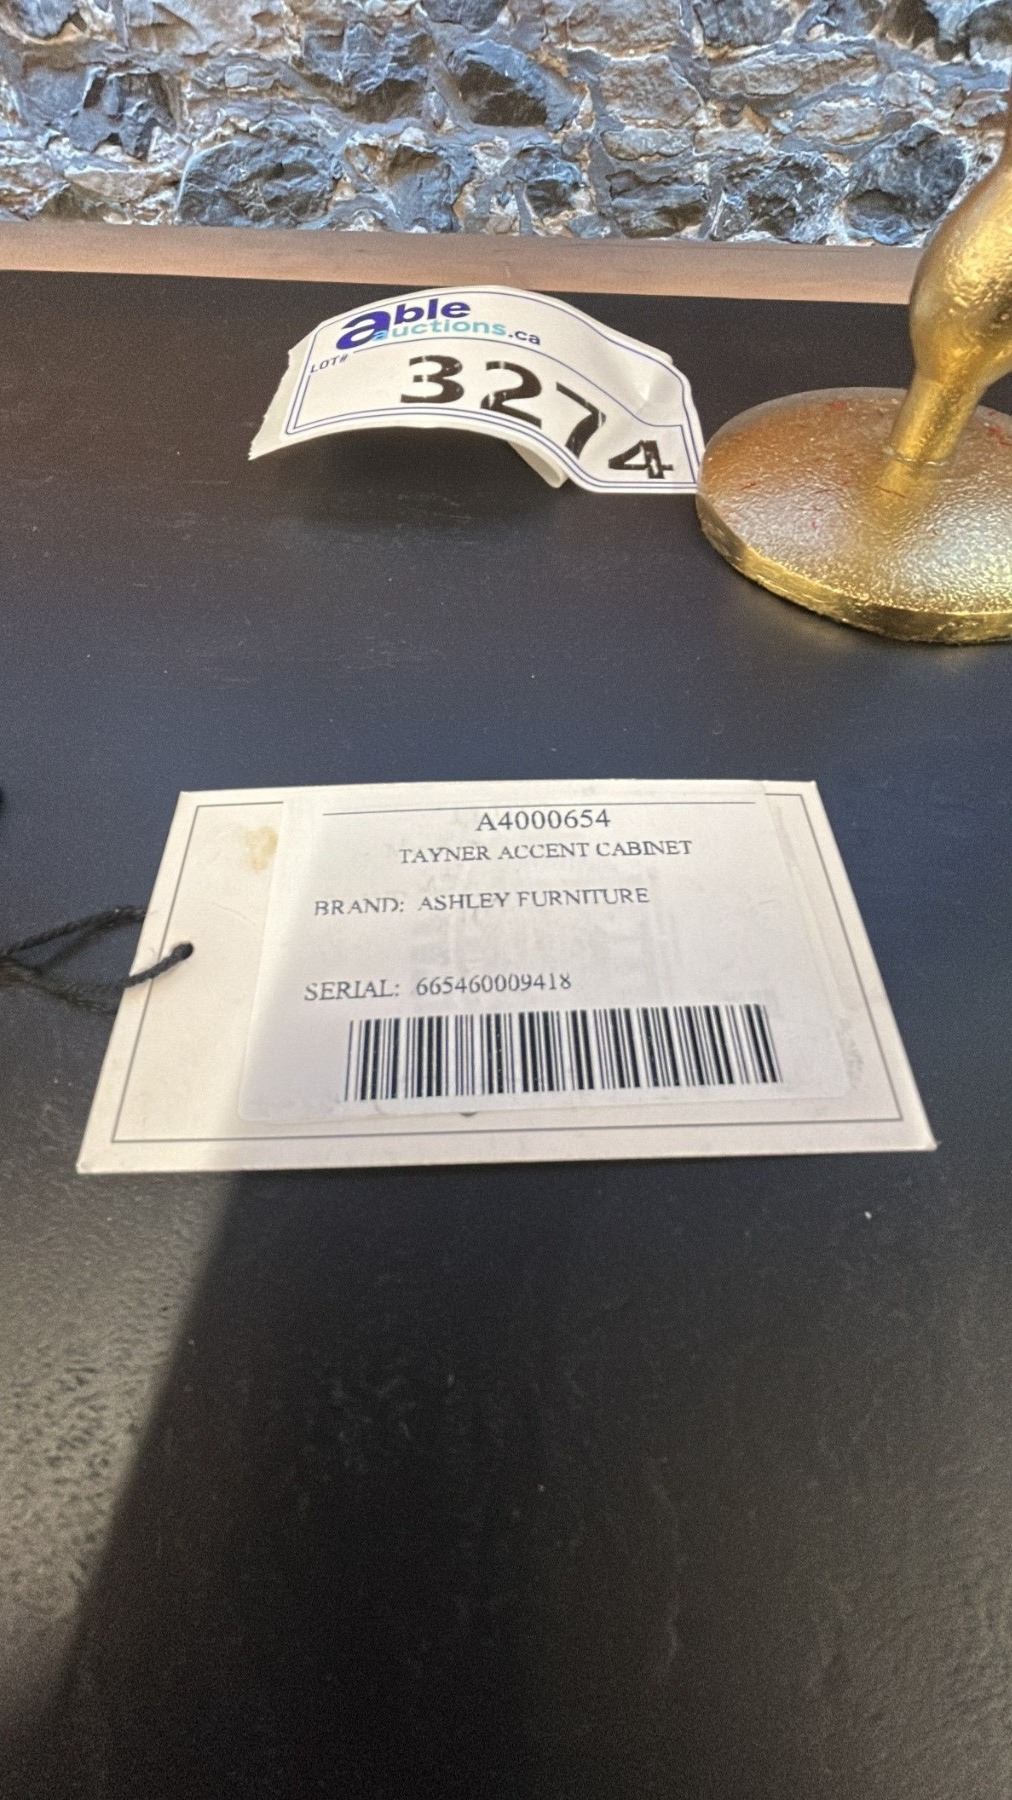 able
auctions.ca
LOT#
3274
A4000654
TAYNER ACCENT CABINET
BRAND: ASHLEY FURNITURE
SERIAL: 665460009418